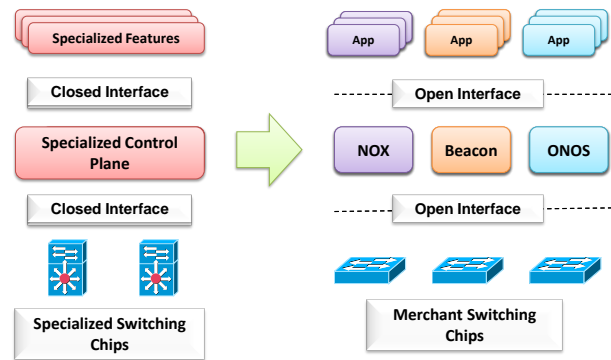 Specialized Features
Closed Interface
Specialized Control
Plane
Closed Interface
Specialized Switching
Chips
App
App
App
Open Interface
NOX
Beacon
ONOS
Open Interface
Merchant Switching
Chips